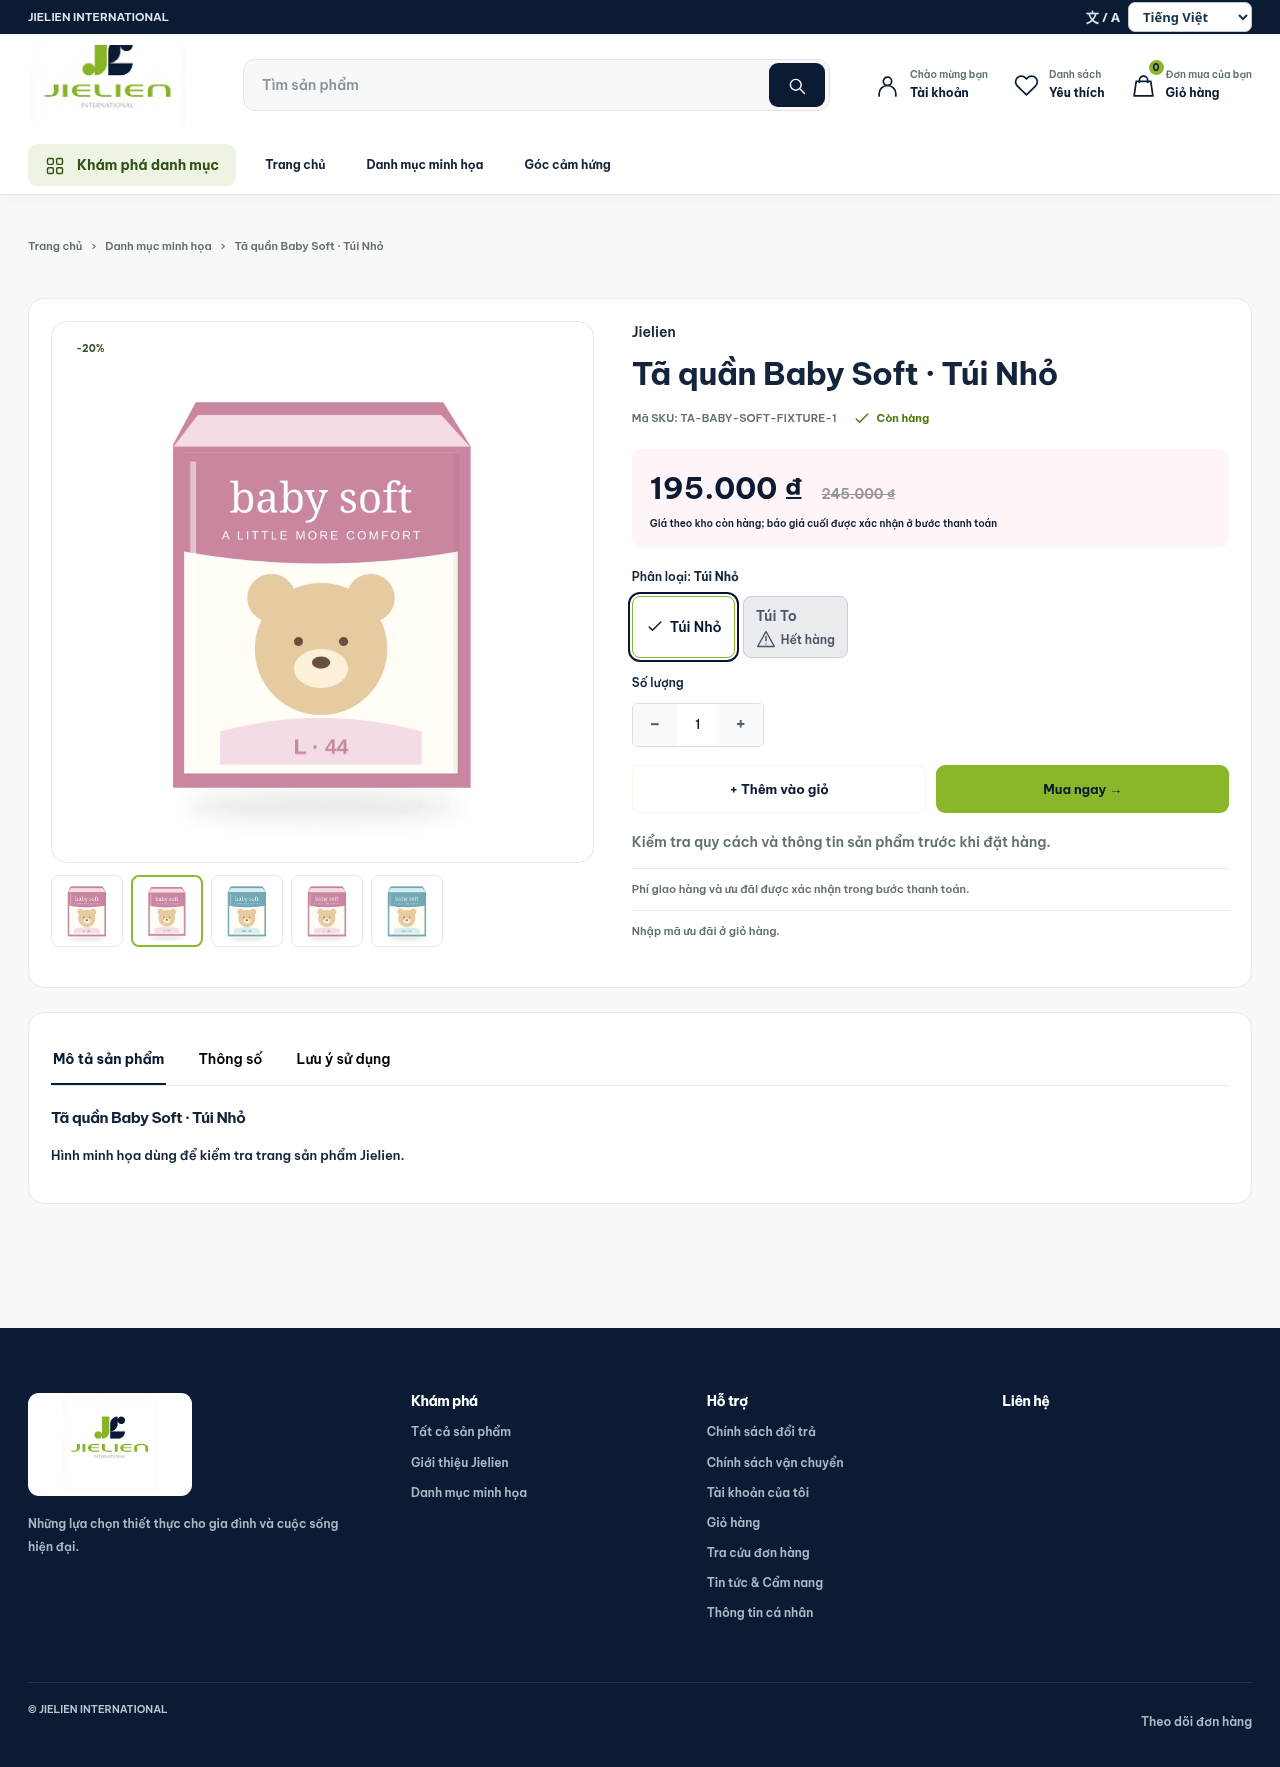 JIELIEN INTERNATIONAL
文 / A
Tiếng Việt
JIELIEN
INTERNATIONAL
Tìm sản phẩm
Chào mừng bạn
Tài khoản
Danh sách
Yêu thích
0
Đơn mua của bạn
Giỏ hàng
Khám phá danh mục
Trang chủ
Danh mục minh họa
Góc cảm hứng
Trang chủ › Danh mục minh họa › Tã quần Baby Soft · Túi Nhỏ
-20%
baby soft
A LITTLE MORE COMFORT
L · 44
Jielien
Tã quần Baby Soft · Túi Nhỏ
Mã SKU: TA-BABY-SOFT-FIXTURE-1
Còn hàng
195.000 ₫ 245.000 ₫
Giá theo kho còn hàng; báo giá cuối được xác nhận ở bước thanh toán
Phân loại: Túi Nhỏ
Túi Nhỏ
Túi To
Hết hàng
Số lượng
− 1 +
+ Thêm vào giỏ
Mua ngay →
Kiểm tra quy cách và thông tin sản phẩm trước khi đặt hàng.
Phí giao hàng và ưu đãi được xác nhận trong bước thanh toán.
Nhập mã ưu đãi ở giỏ hàng.
baby soft
baby soft
baby soft
baby soft
baby soft
Mô tả sản phẩm
Thông số
Lưu ý sử dụng
Tã quần Baby Soft · Túi Nhỏ
Hình minh họa dùng để kiểm tra trang sản phẩm Jielien.
JIELIEN
INTERNATIONAL
Những lựa chọn thiết thực cho gia đình và cuộc sống
hiện đại.
Khám phá
Tất cả sản phẩm
Giới thiệu Jielien
Danh mục minh họa
Hỗ trợ
Chính sách đổi trả
Chính sách vận chuyển
Tài khoản của tôi
Giỏ hàng
Tra cứu đơn hàng
Tin tức & Cẩm nang
Thông tin cá nhân
Liên hệ
© JIELIEN INTERNATIONAL
Theo dõi đơn hàng